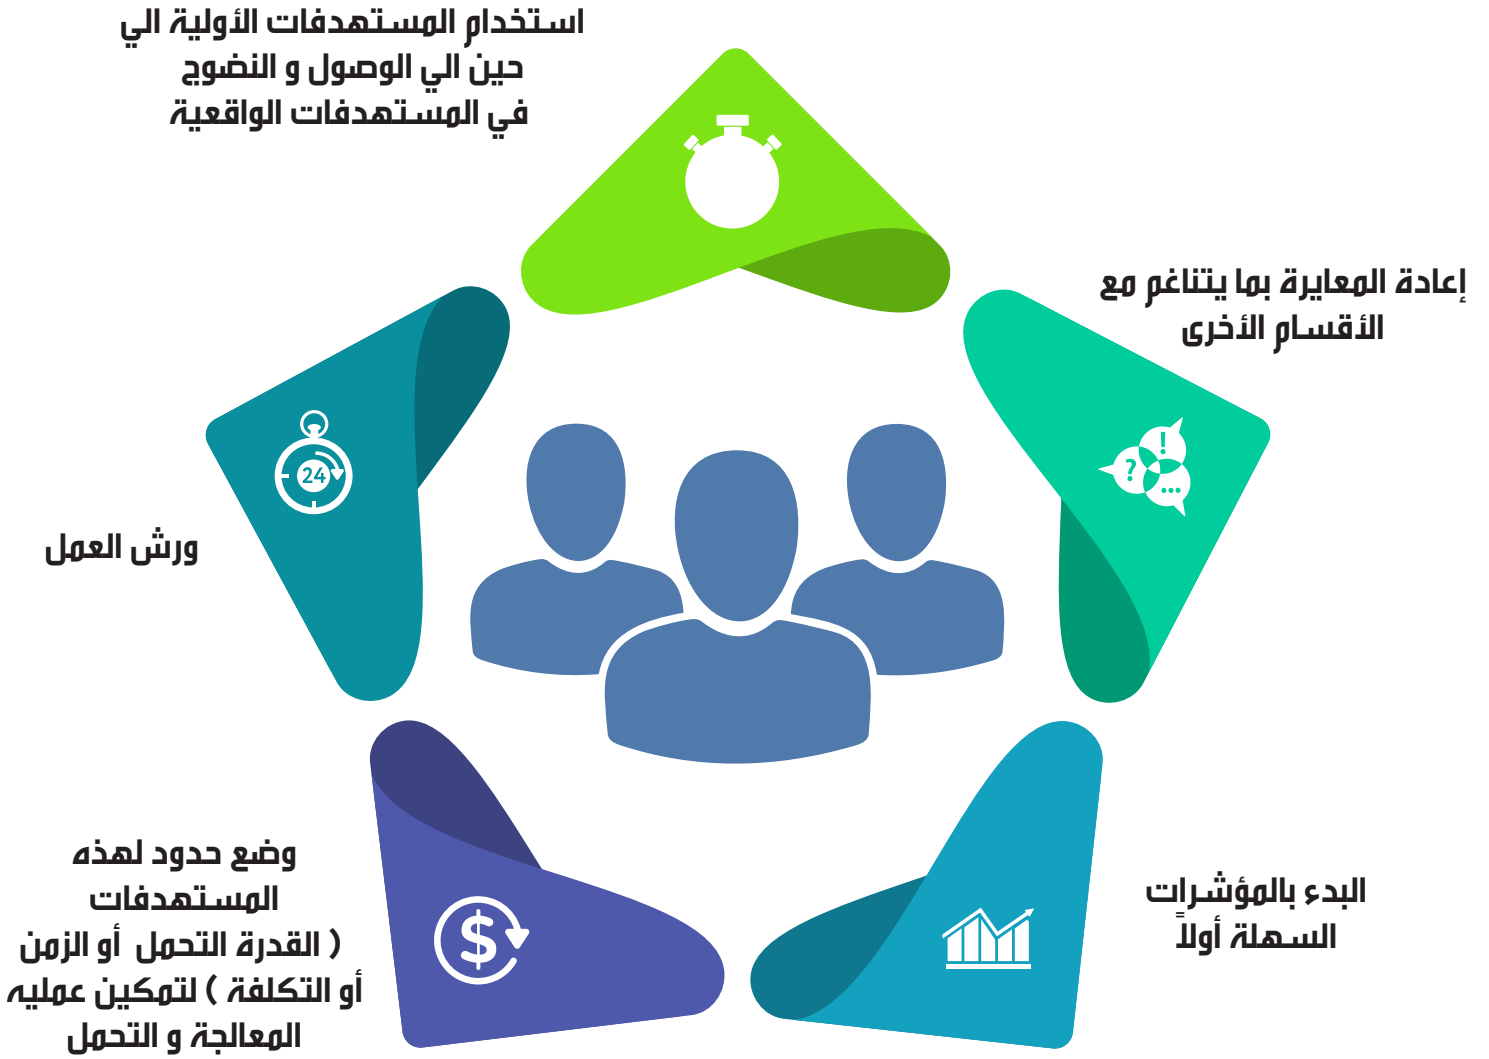 استخدام المستهدفات الأولية الي
حين الي الوصول و النضوج
في المستهدفات الواقعية
إعادة المعايرة بما يتناغم مع
الأقسام الأخرى
! ? ...
24
ورش العمل
البدء بالمؤشرات
السهلة أولاً
وضع حدود لهذه
المستهدفات
( القدرة التحمل أو الزمن
أو التكلفة ) لتمكين عمليه
المعالجة و التحمل
$